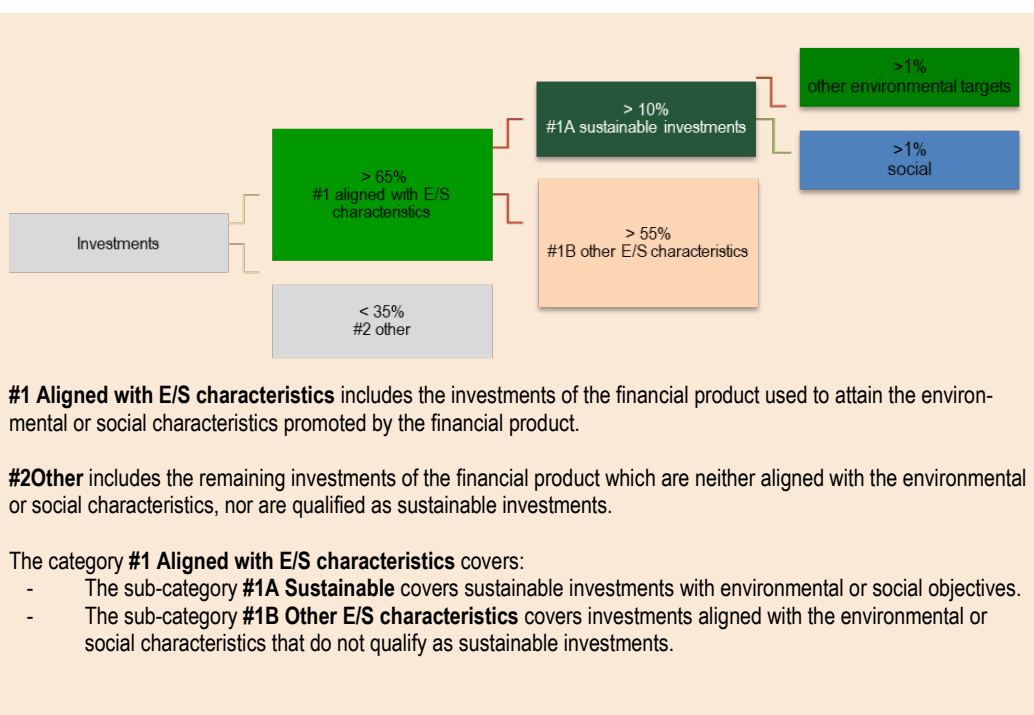 >1%
other environmental targets
> 10%
#1A sustainable investments
>1%
social
> 65%
#1 aligned with E/S
characteristics
> 55%
#1B other E/S characteristics
Investments
< 35%
#2 other
#1 Aligned with E/S characteristics includes the investments of the financial product used to attain the environ-
mental or social characteristics promoted by the financial product.
#2Other includes the remaining investments of the financial product which are neither aligned with the environmental
or social characteristics, nor are qualified as sustainable investments.
The category #1 Aligned with E/S characteristics covers:
- The sub-category #1A Sustainable covers sustainable investments with environmental or social objectives.
- The sub-category #1B Other E/S characteristics covers investments aligned with the environmental or
social characteristics that do not qualify as sustainable investments.